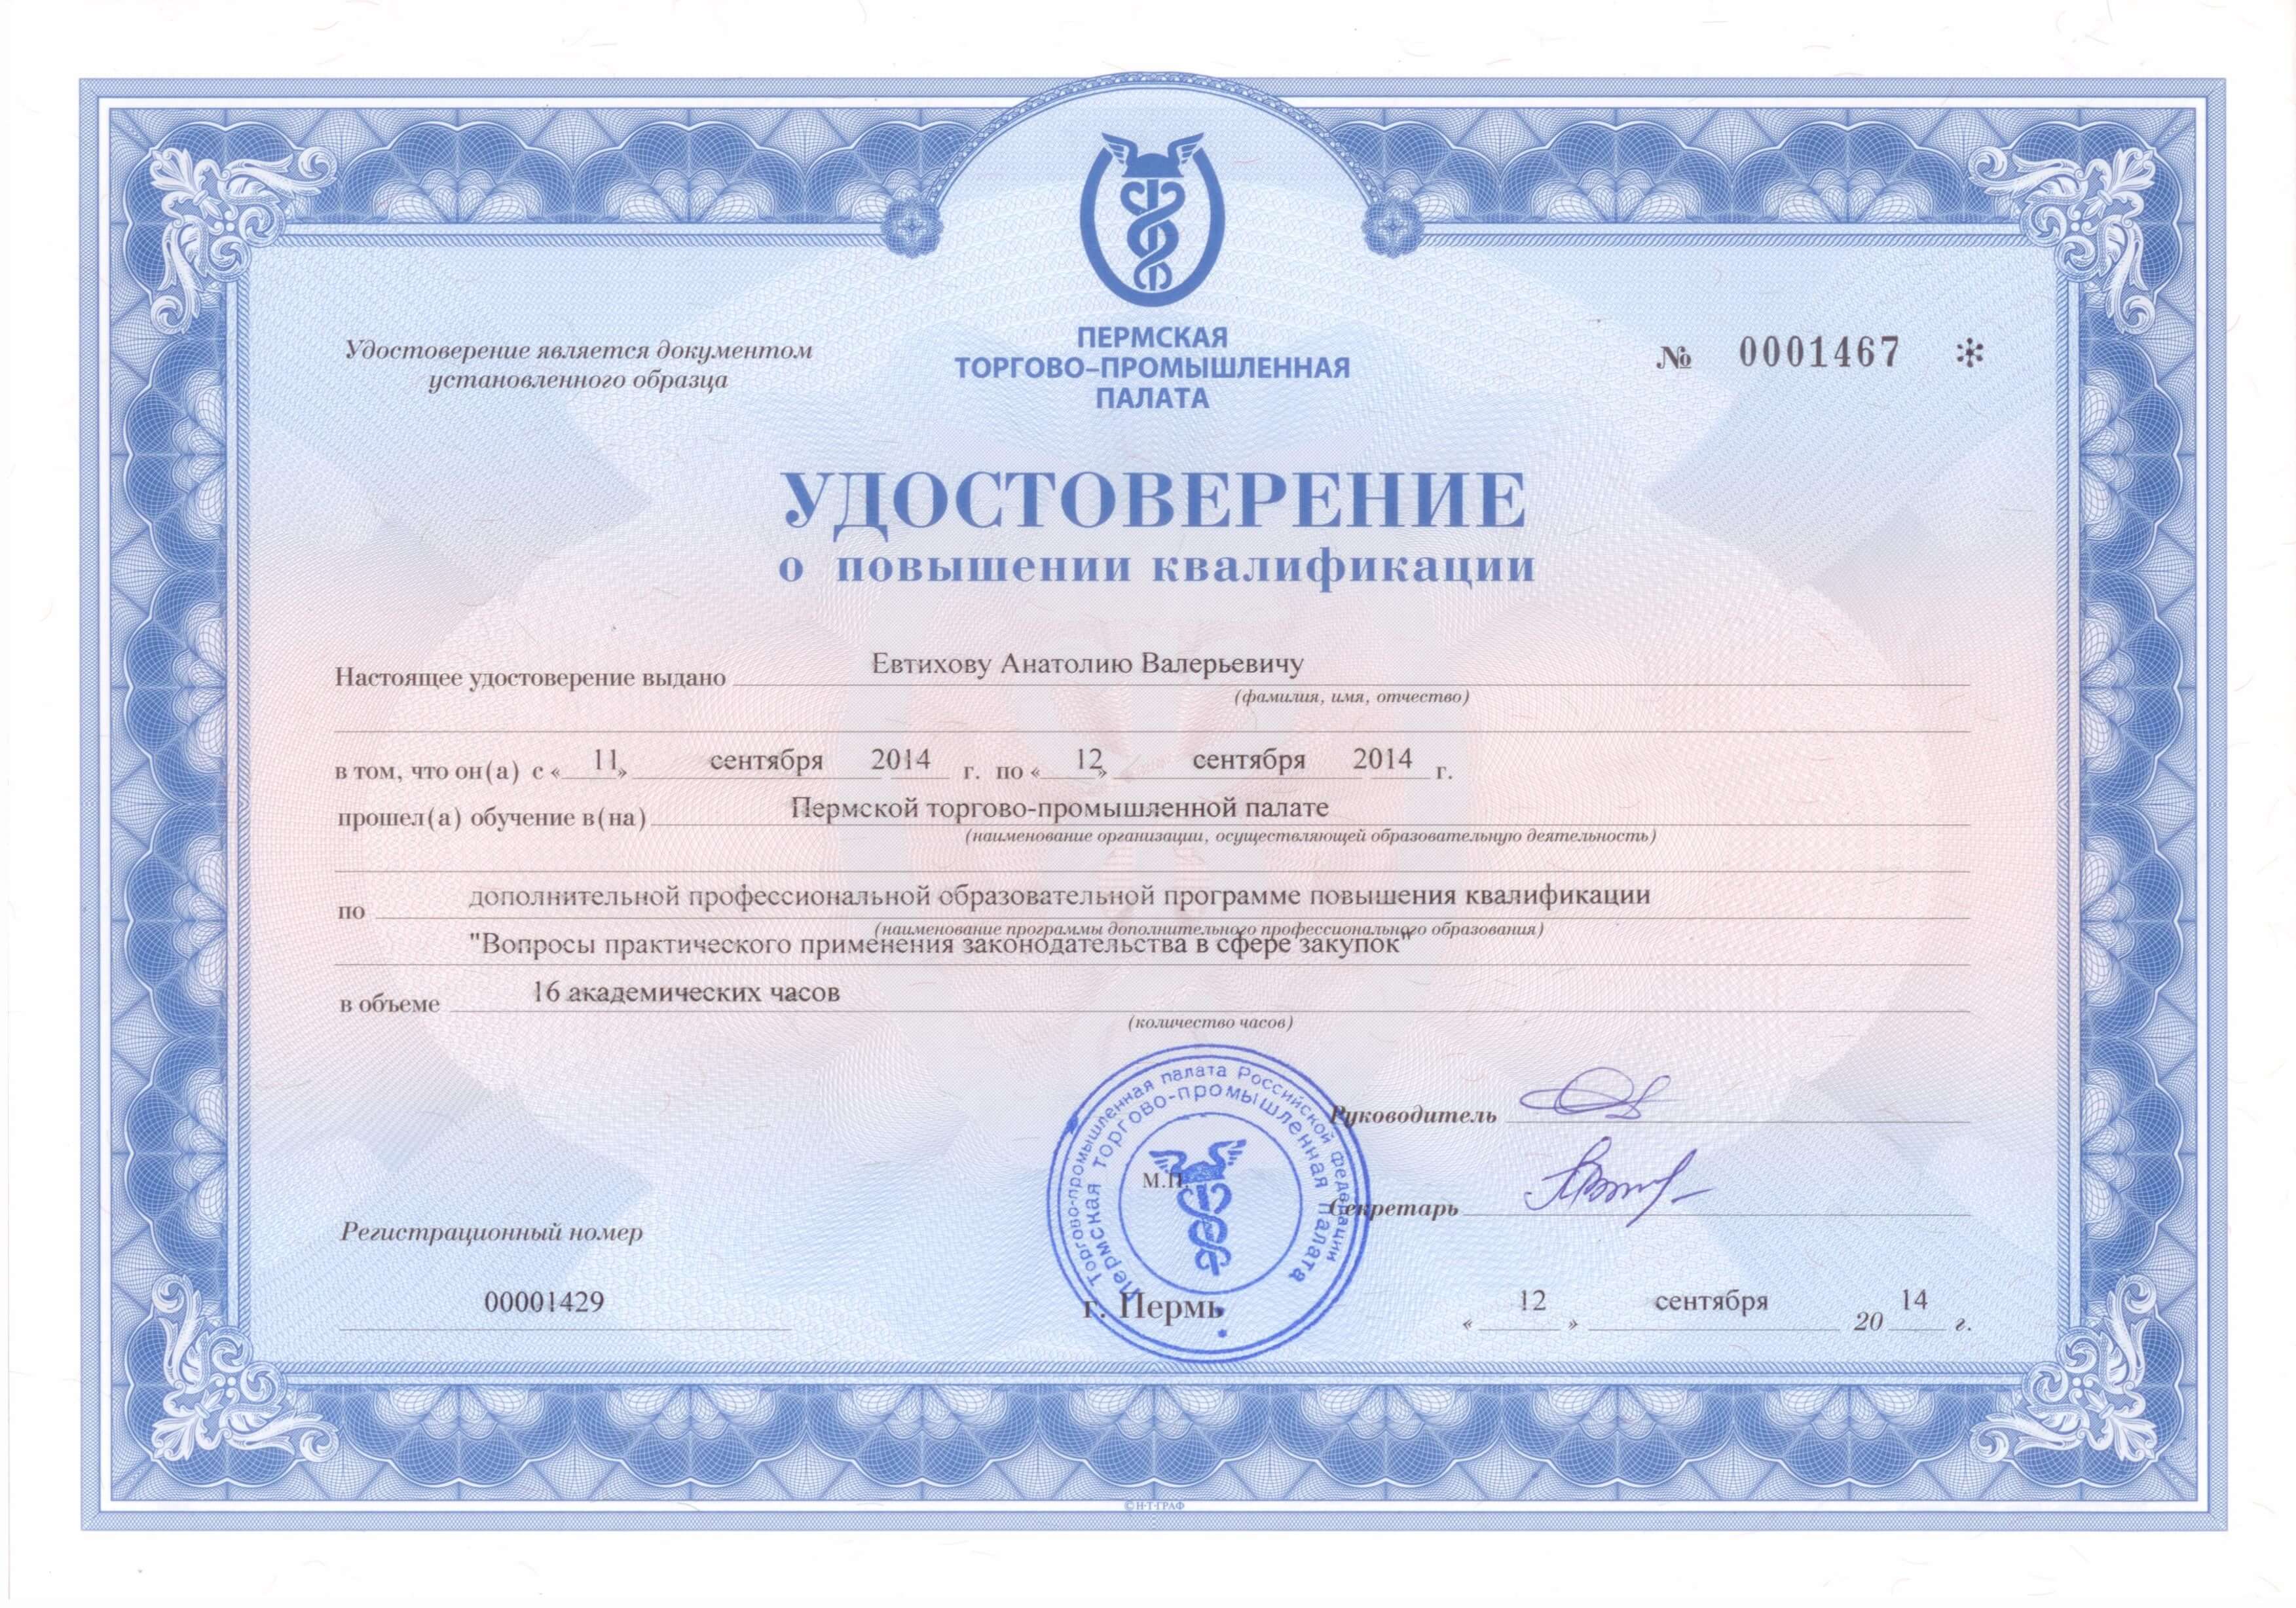 ПЕРМСКАЯ
ТОРГОВО–ПРОМЫШЛЕННАЯ
ПАЛАТА
Удостоверение является документом
установленного образца
№ 0001467 *
УДОСТОВЕРЕНИЕ
о повышении квалификации
Настоящее удостоверение выдано Евтихову Анатолию Валерьевичу
(фамилия, имя, отчество)
в том, что он(а) с « 11 » сентября 2014 г. по « 12 » сентября 2014 г.
прошел(а) обучение в(на) Пермской торгово-промышленной палате
(наименование организации, осуществляющей образовательную деятельность)
по дополнительной профессиональной образовательной программе повышения квалификации
(наименование программы дополнительного профессионального образования)
"Вопросы практического применения законодательства в сфере закупок"
в объеме 16 академических часов
(количество часов)
Торгово-промышленная палата Российской Федерации
Пермская торгово-промышленная палата
Руководитель
М.П.
Секретарь
Регистрационный номер
00001429
г. Пермь
« 12 » сентября 20 14 г.
© Н·Т·ГРАФ